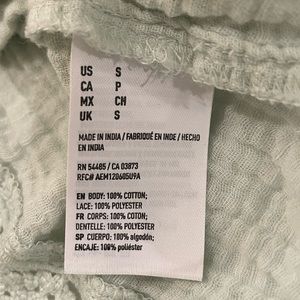 US S
CA P
MX CH
UK S
MADE IN INDIA / FABRIQUÉ EN INDE / HECHO
EN INDIA
RN 54485 / CA 03873
RFC# AEM120605U9A
EN BODY: 100% COTTON;
LACE: 100% POLYESTER
FR CORPS: 100% COTON;
DENTELLE: 100% POLYESTER
SP CUERPO: 100% algodón;
ENCAJE: 100% poliéster